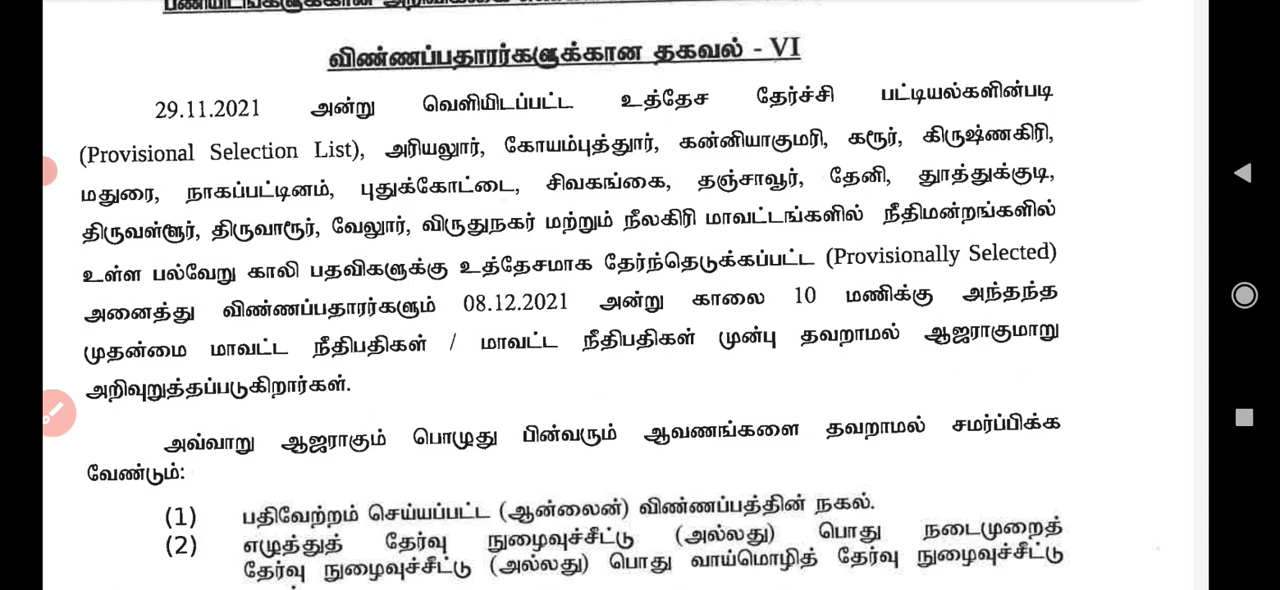 விண்ணப்பதாரர்களுக்கான தகவல் - VI
29.11.2021 அன்று வெளியிடப்பட்ட உத்தேச தேர்ச்சி பட்டியல்களின்படி
(Provisional Selection List), அரியலூர், கோயம்புத்தூர், கன்னியாகுமரி, கரூர், கிருஷ்ணகிரி,
மதுரை, நாகப்பட்டினம், புதுக்கோட்டை, சிவகங்கை, தஞ்சாவூர், தேனி, தூத்துக்குடி,
திருவள்ளூர், திருவாரூர், வேலூர், விருதுநகர் மற்றும் நீலகிரி மாவட்டங்களில் நீதிமன்றங்களில்
உள்ள பல்வேறு காலி பதவிகளுக்கு உத்தேசமாக தேர்ந்தெடுக்கப்பட்ட (Provisionally Selected)
அனைத்து விண்ணப்பதாரர்களும் 08.12.2021 அன்று காலை 10 மணிக்கு அந்தந்த
முதன்மை மாவட்ட நீதிபதிகள் / மாவட்ட நீதிபதிகள் முன்பு தவறாமல் ஆஜராகுமாறு
அறிவுறுத்தப்படுகிறார்கள்.
அவ்வாறு ஆஜராகும் பொழுது பின்வரும் ஆவணங்களை தவறாமல் சமர்ப்பிக்க
வேண்டும்:
(1) பதிவேற்றம் செய்யப்பட்ட (ஆன்லைன்) விண்ணப்பத்தின் நகல்.
(2) எழுத்துத் தேர்வு நுழைவுச்சீட்டு (அல்லது) பொது நடைமுறைத்
தேர்வு நுழைவுச்சீட்டு (அல்லது) பொது வாய்மொழித் தேர்வு நுழைவுச்சீட்டு